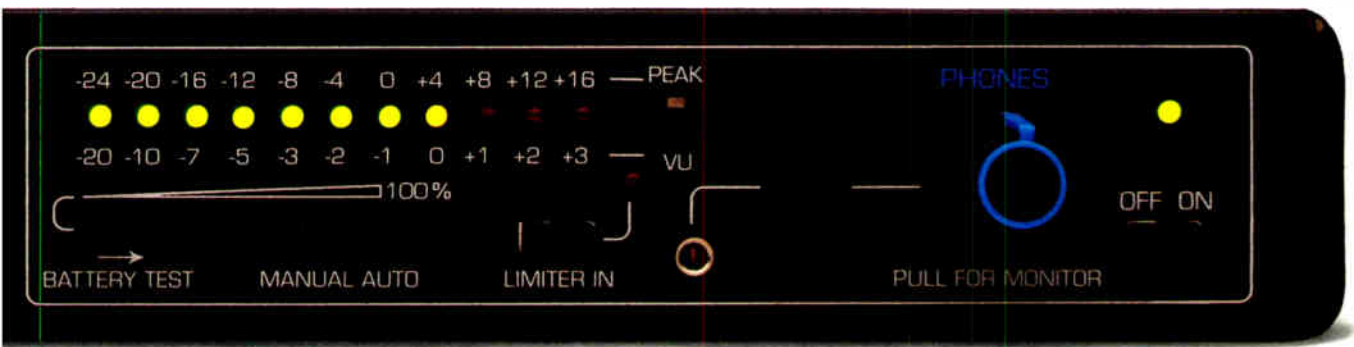 -24 -20 -16 -12 -8 -4 0 +4 +8 +12 +16 — PEAK
PHONES
-20 -10 -7 -5 -3 -2 -1 0 +1 +2 +3 — VU
100%
OFF ON
BATTERY TEST MANUAL AUTO LIMITER IN PULL FOR MONITOR